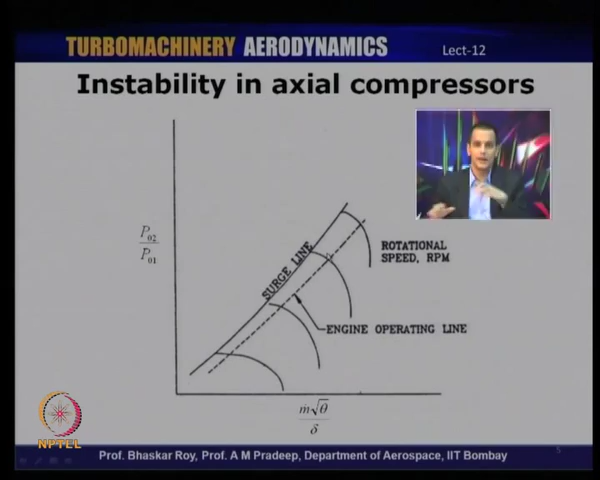 TURBOMACHINERY AERODYNAMICS
Lect-12
Instability in axial compressors
P02
P01
SURGE LINE
ROTATIONAL
SPEED, RPM
ENGINE OPERATING LINE
ṁ√θ
δ
NPTEL
Prof. Bhaskar Roy, Prof. A M Pradeep, Department of Aerospace, IIT Bombay
5